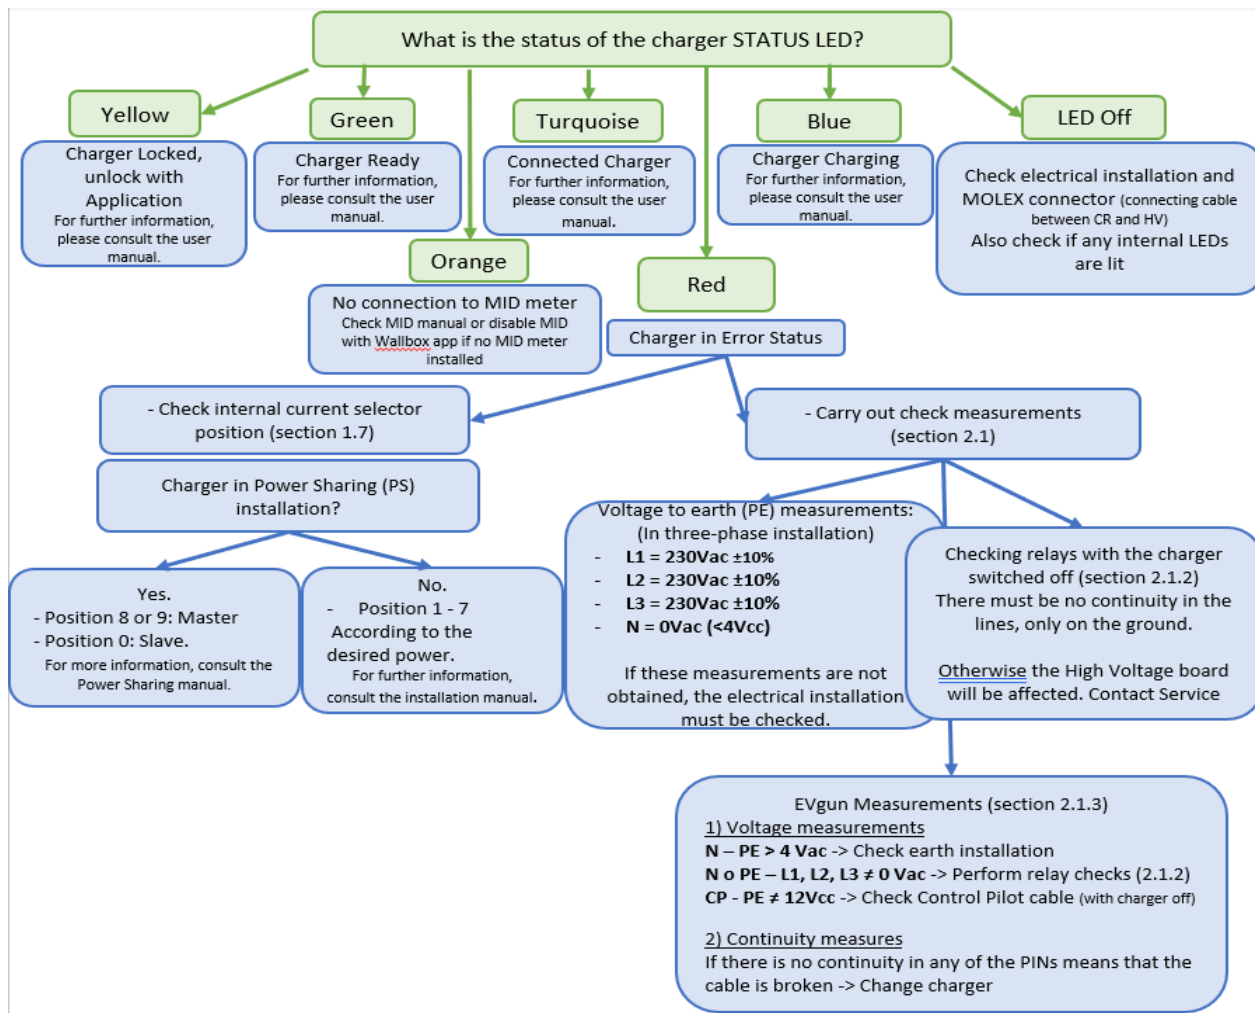 What is the status of the charger STATUS LED?
Yellow
Charger Locked,
unlock with
Application
For further information,
please consult the user
manual.
Green
Charger Ready
For further information,
please consult the user
manual.
Turquoise
Connected Charger
For further information,
please consult the user
manual.
Blue
Charger Charging
For further information,
please consult the user
manual.
LED Off
Check electrical installation and
MOLEX connector (connecting cable
between CR and HV)
Also check if any internal LEDs
are lit
Orange
No connection to MID meter
Check MID manual or disable MID
with Wallbox app if no MID meter
installed
Red
Charger in Error Status
- Check internal current selector
position (section 1.7)
Charger in Power Sharing (PS)
installation?
Yes.
- Position 8 or 9: Master
- Position 0: Slave.
For more information, consult the
Power Sharing manual.
No.
- Position 1 - 7
According to the
desired power.
For further information,
consult the installation manual.
- Carry out check measurements
(section 2.1)
Voltage to earth (PE) measurements:
(In three-phase installation)
- L1 = 230Vac ±10%
- L2 = 230Vac ±10%
- L3 = 230Vac ±10%
- N = 0Vac (<4Vcc)
If these measurements are not
obtained, the electrical installation
must be checked.
Checking relays with the charger
switched off (section 2.1.2)
There must be no continuity in the
lines, only on the ground.
Otherwise the High Voltage board
will be affected. Contact Service
EVgun Measurements (section 2.1.3)
1) Voltage measurements
N – PE > 4 Vac -> Check earth installation
N o PE – L1, L2, L3 ≠ 0 Vac -> Perform relay checks (2.1.2)
CP - PE ≠ 12Vcc -> Check Control Pilot cable (with charger off)
2) Continuity measures
If there is no continuity in any of the PINs means that the
cable is broken -> Change charger